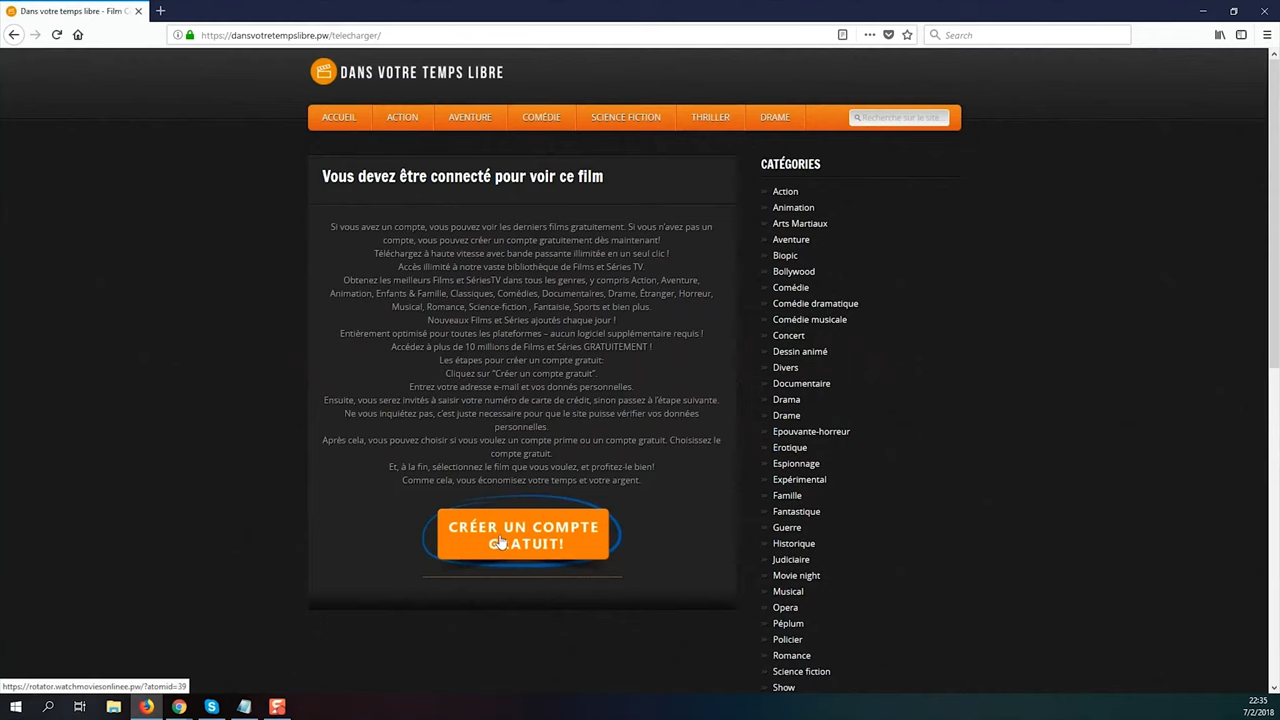 Dans votre temps libre - Film C
https://dansvotretempslibre.pw/telecharger/
Search
DANS VOTRE TEMPS LIBRE
ACCUEIL
ACTION
AVENTURE
COMÉDIE
SCIENCE FICTION
THRILLER
DRAME
Recherche sur le site...
Vous devez être connecté pour voir ce film
Si vous avez un compte, vous pouvez voir les derniers films gratuitement. Si vous n'avez pas un
compte, vous pouvez créer un compte gratuitement dès maintenant!
Téléchargez à haute vitesse avec bande passante illimitée en un seul clic !
Accès illimité à notre vaste bibliothèque de Films et Séries TV.
Obtenez les meilleurs Films et SériesTV dans tous les genres, y compris Action, Aventure,
Animation, Enfants & Famille, Classiques, Comédies, Documentaires, Drame, Étranger, Horreur,
Musical, Romance, Science-fiction , Fantaisie, Sports et bien plus.
Nouveaux Films et Séries ajoutés chaque jour !
Entièrement optimisé pour toutes les plateformes – aucun logiciel supplémentaire requis !
Accédez à plus de 10 millions de Films et Séries GRATUITEMENT !
Les étapes pour créer un compte gratuit:
Cliquez sur "Créer un compte gratuit".
Entrez votre adresse e-mail et vos donnés personnelles.
Ensuite, vous serez invités à saisir votre numéro de carte de crédit, sinon passez à l'étape suivante.
Ne vous inquiétez pas, c'est juste necessaire pour que le site puisse vérifier vos données
personnelles.
Après cela, vous pouvez choisir si vous voulez un compte prime ou un compte gratuit. Choisissez le
compte gratuit.
Et, à la fin, sélectionnez le film que vous voulez, et profitez-le bien!
Comme cela, vous économisez votre temps et votre argent.
CRÉER UN COMPTE
GRATUIT!
CATÉGORIES
Action
Animation
Arts Martiaux
Aventure
Biopic
Bollywood
Comédie
Comédie dramatique
Comédie musicale
Concert
Dessin animé
Divers
Documentaire
Drama
Drame
Epouvante-horreur
Erotique
Espionnage
Expérimental
Famille
Fantastique
Guerre
Historique
Judiciaire
Movie night
Musical
Opera
Péplum
Policier
Romance
Science fiction
Show
https://rotator.watchmoviesonlinee.pw/?atomid=39
22:35
7/2/2018